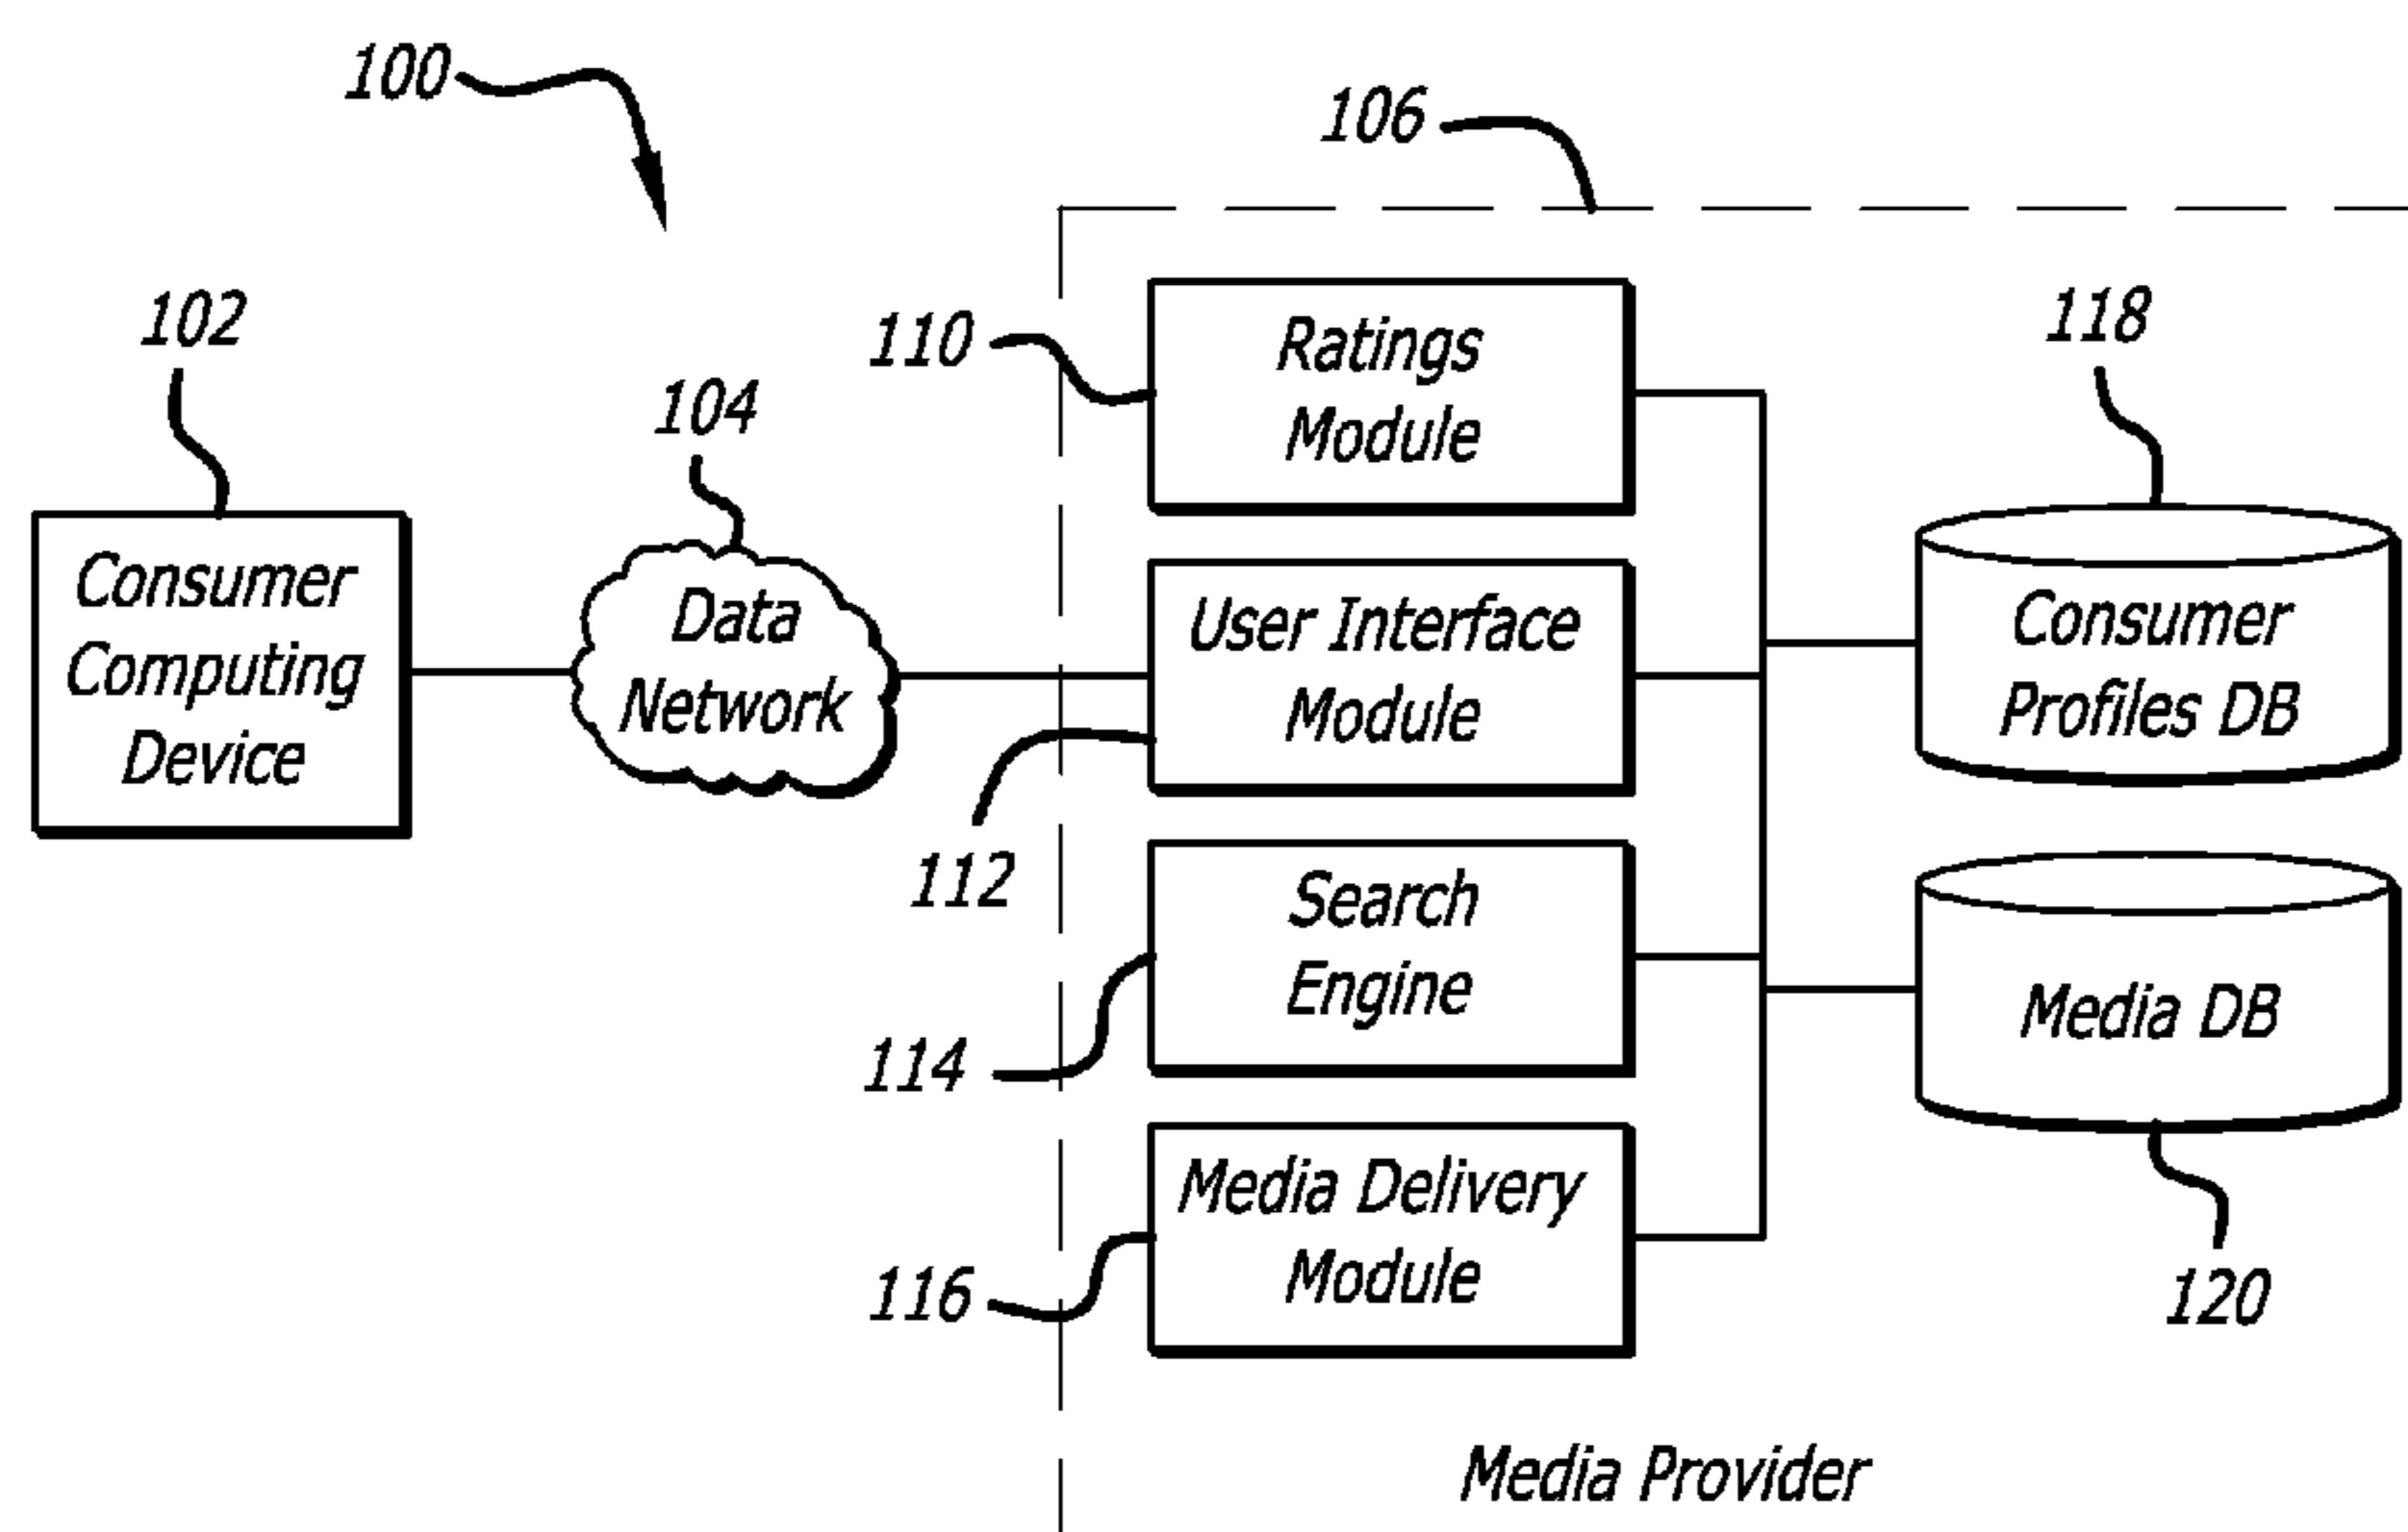 100
106
102
104
110
118
Ratings
Module
Consumer
Computing
Device
Data
Network
User Interface
Module
112
Consumer
Profiles DB
Search
Engine
114
Media DB
Media Delivery
Module
116
120
Media Provider